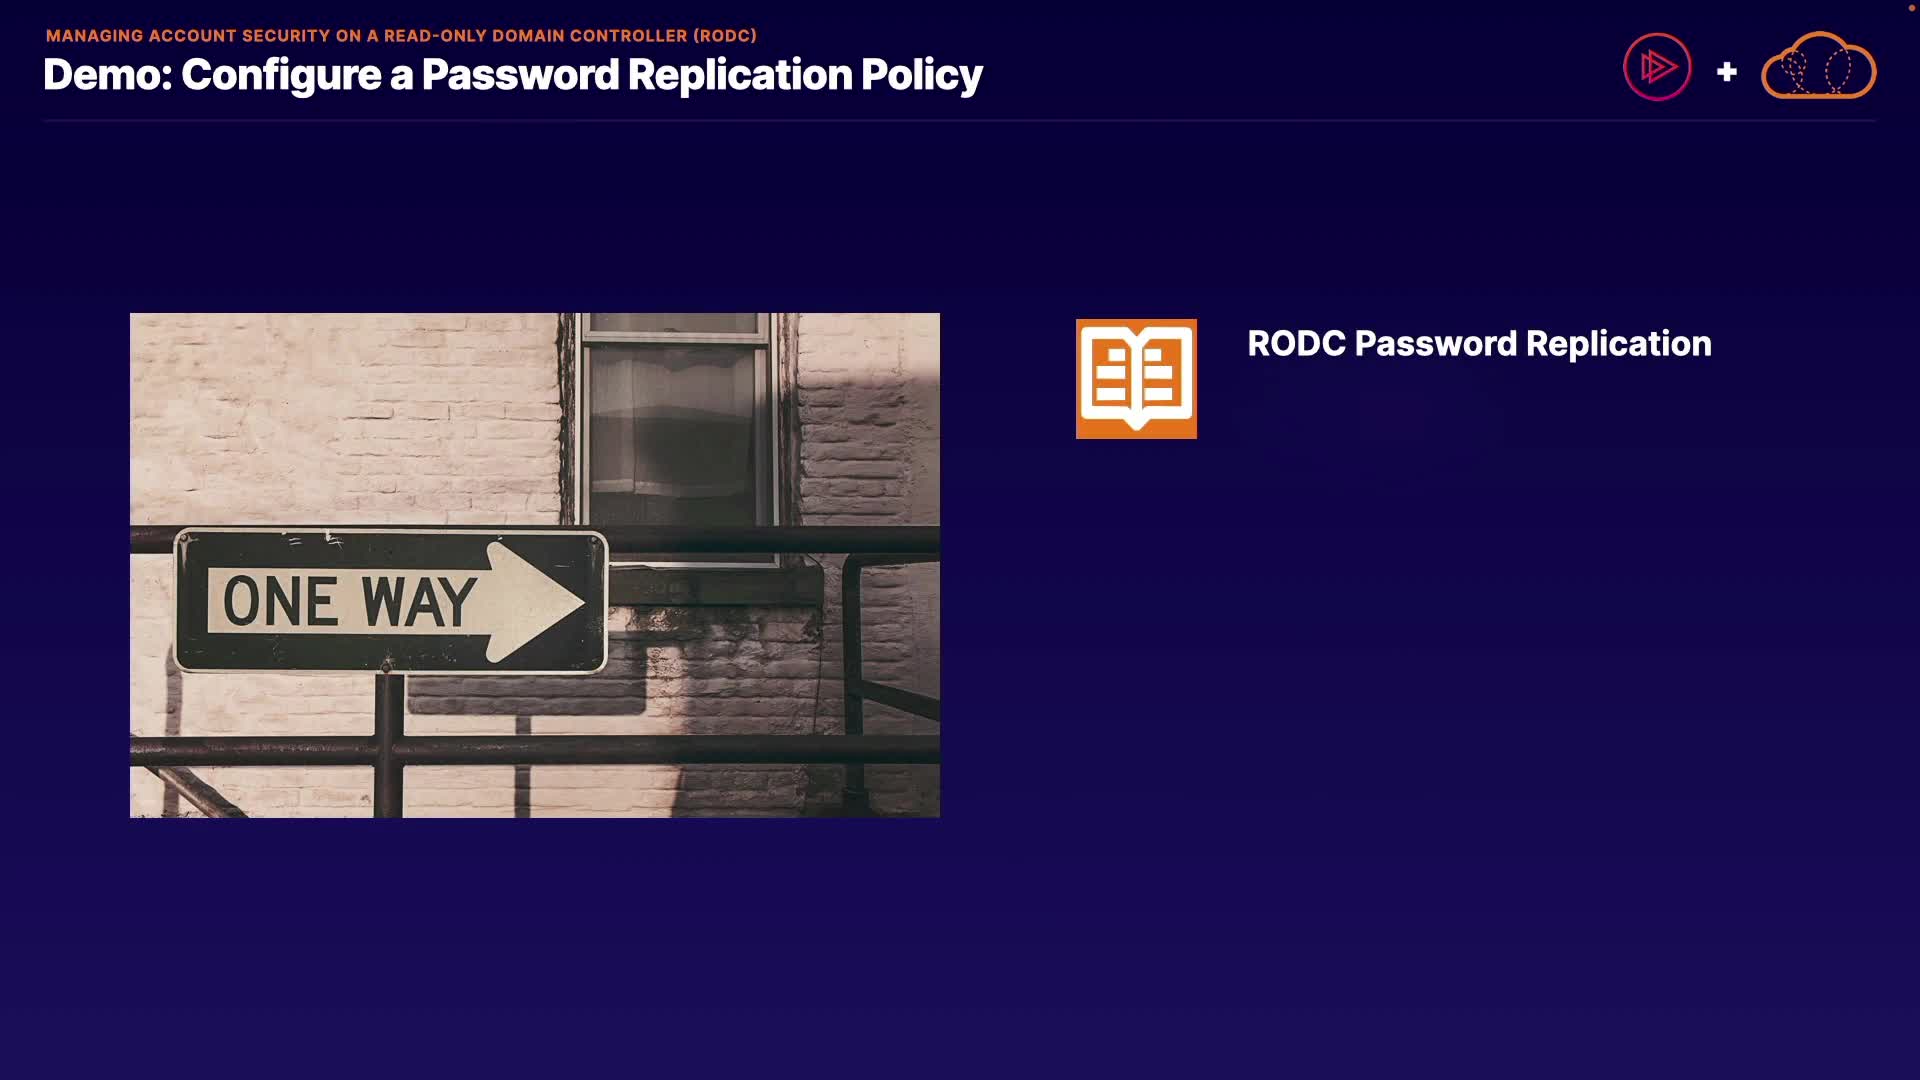 MANAGING ACCOUNT SECURITY ON A READ-ONLY DOMAIN CONTROLLER (RODC)
Demo: Configure a Password Replication Policy
RODC Password Replication
ONE WAY